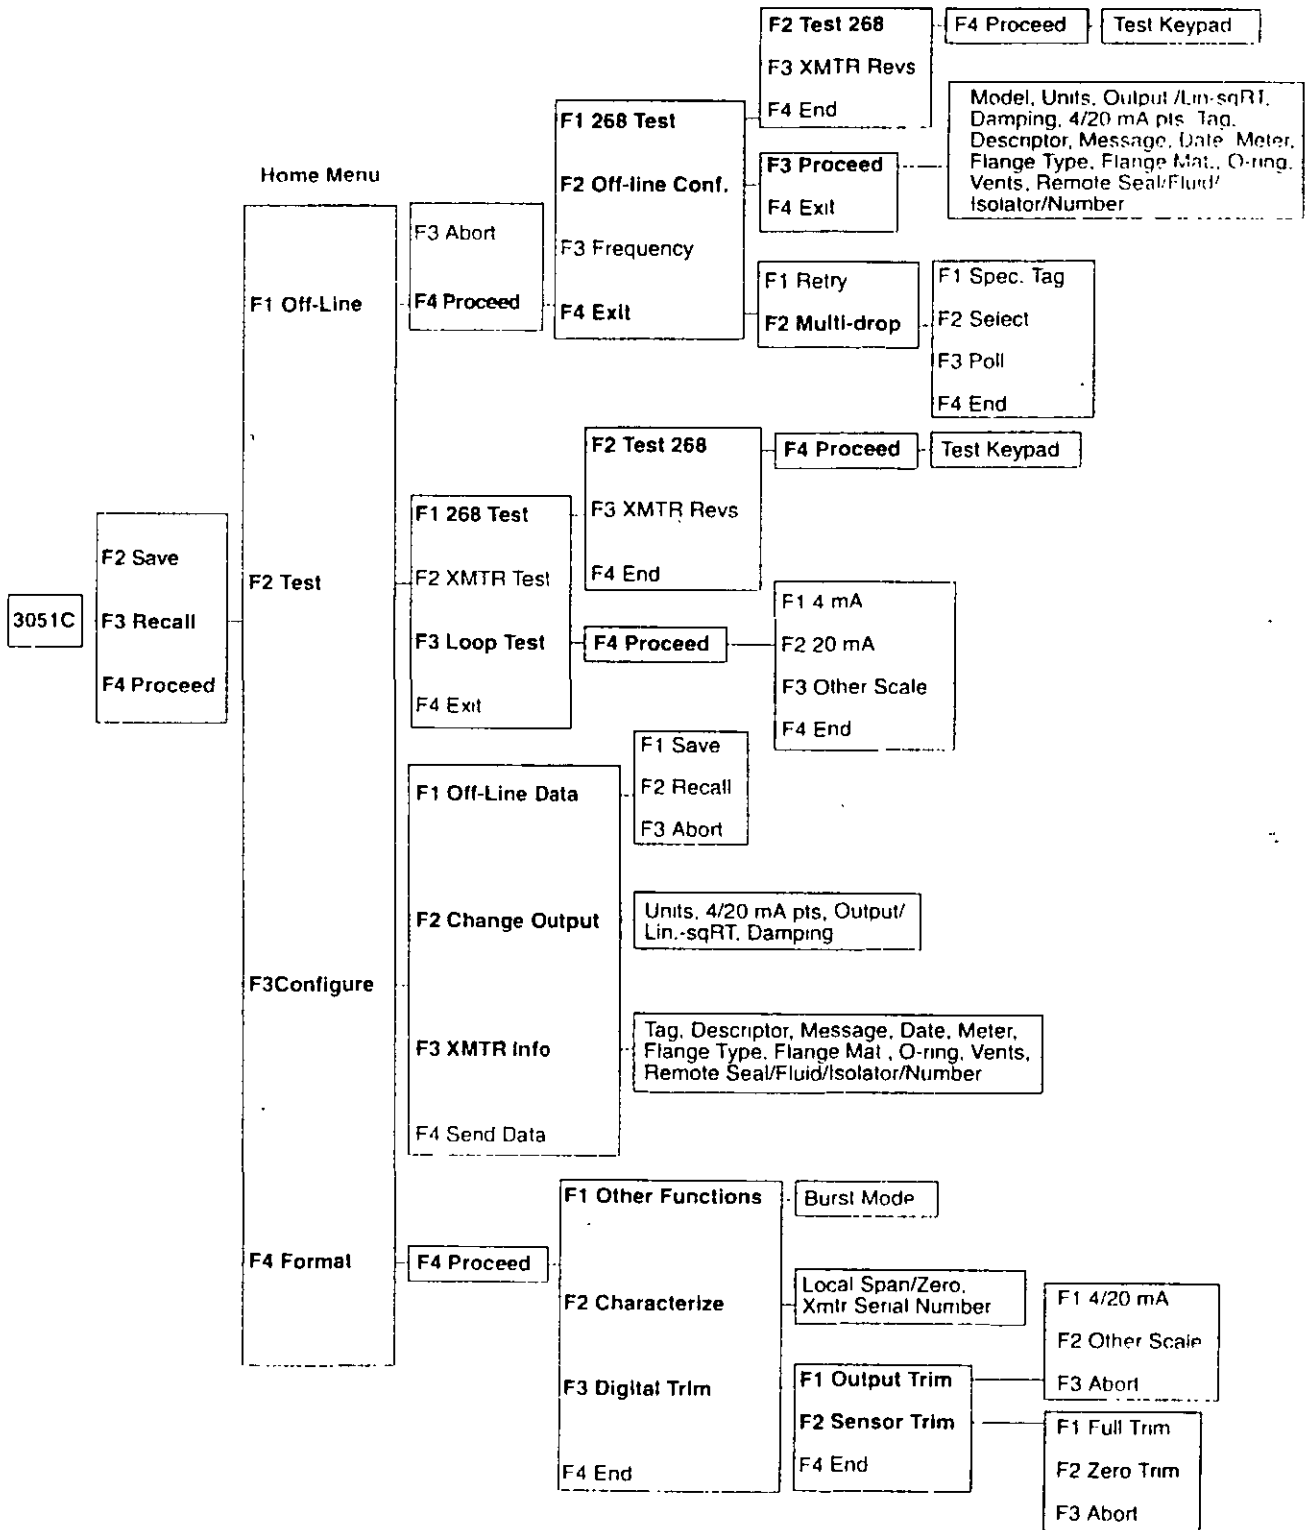 F2 Test 268
F4 Proceed
Test Keypad
F3 XMTR Revs
F4 End
F1 268 Test
F2 Off-line Conf.
F3 Frequency
F4 Exit
F3 Proceed
F4 Exit
Model, Units, Output /Lin-sqRT,
Damping, 4/20 mA pts, Tag,
Descriptor, Message, Date, Meter,
Flange Type, Flange Mat., O-ring,
Vents, Remote Seal/Fluid/
Isolator/Number
Home Menu
F1 Off-Line
F3 Abort
F4 Proceed
F1 Retry
F2 Multi-drop
F1 Spec. Tag
F2 Select
F3 Poll
F4 End
F2 Test 268
F3 XMTR Revs
F4 End
F4 Proceed
Test Keypad
3051C
F2 Save
F3 Recall
F4 Proceed
F2 Test
F1 268 Test
F2 XMTR Test
F3 Loop Test
F4 Exit
F4 Proceed
F1 4 mA
F2 20 mA
F3 Other Scale
F4 End
F3Configure
F1 Off-Line Data
F2 Change Output
F3 XMTR Info
F4 Send Data
F1 Save
F2 Recall
F3 Abort
Units, 4/20 mA pts, Output/
Lin.-sqRT, Damping
Tag, Descriptor, Message, Date, Meter,
Flange Type, Flange Mat., O-ring, Vents,
Remote Seal/Fluid/Isolator/Number
F4 Format
F4 Proceed
F1 Other Functions
F2 Characterize
F3 Digital Trim
F4 End
Burst Mode
Local Span/Zero,
Xmtr Serial Number
F1 Output Trim
F2 Sensor Trim
F4 End
F1 4/20 mA
F2 Other Scale
F3 Abort
F1 Full Trim
F2 Zero Trim
F3 Abort